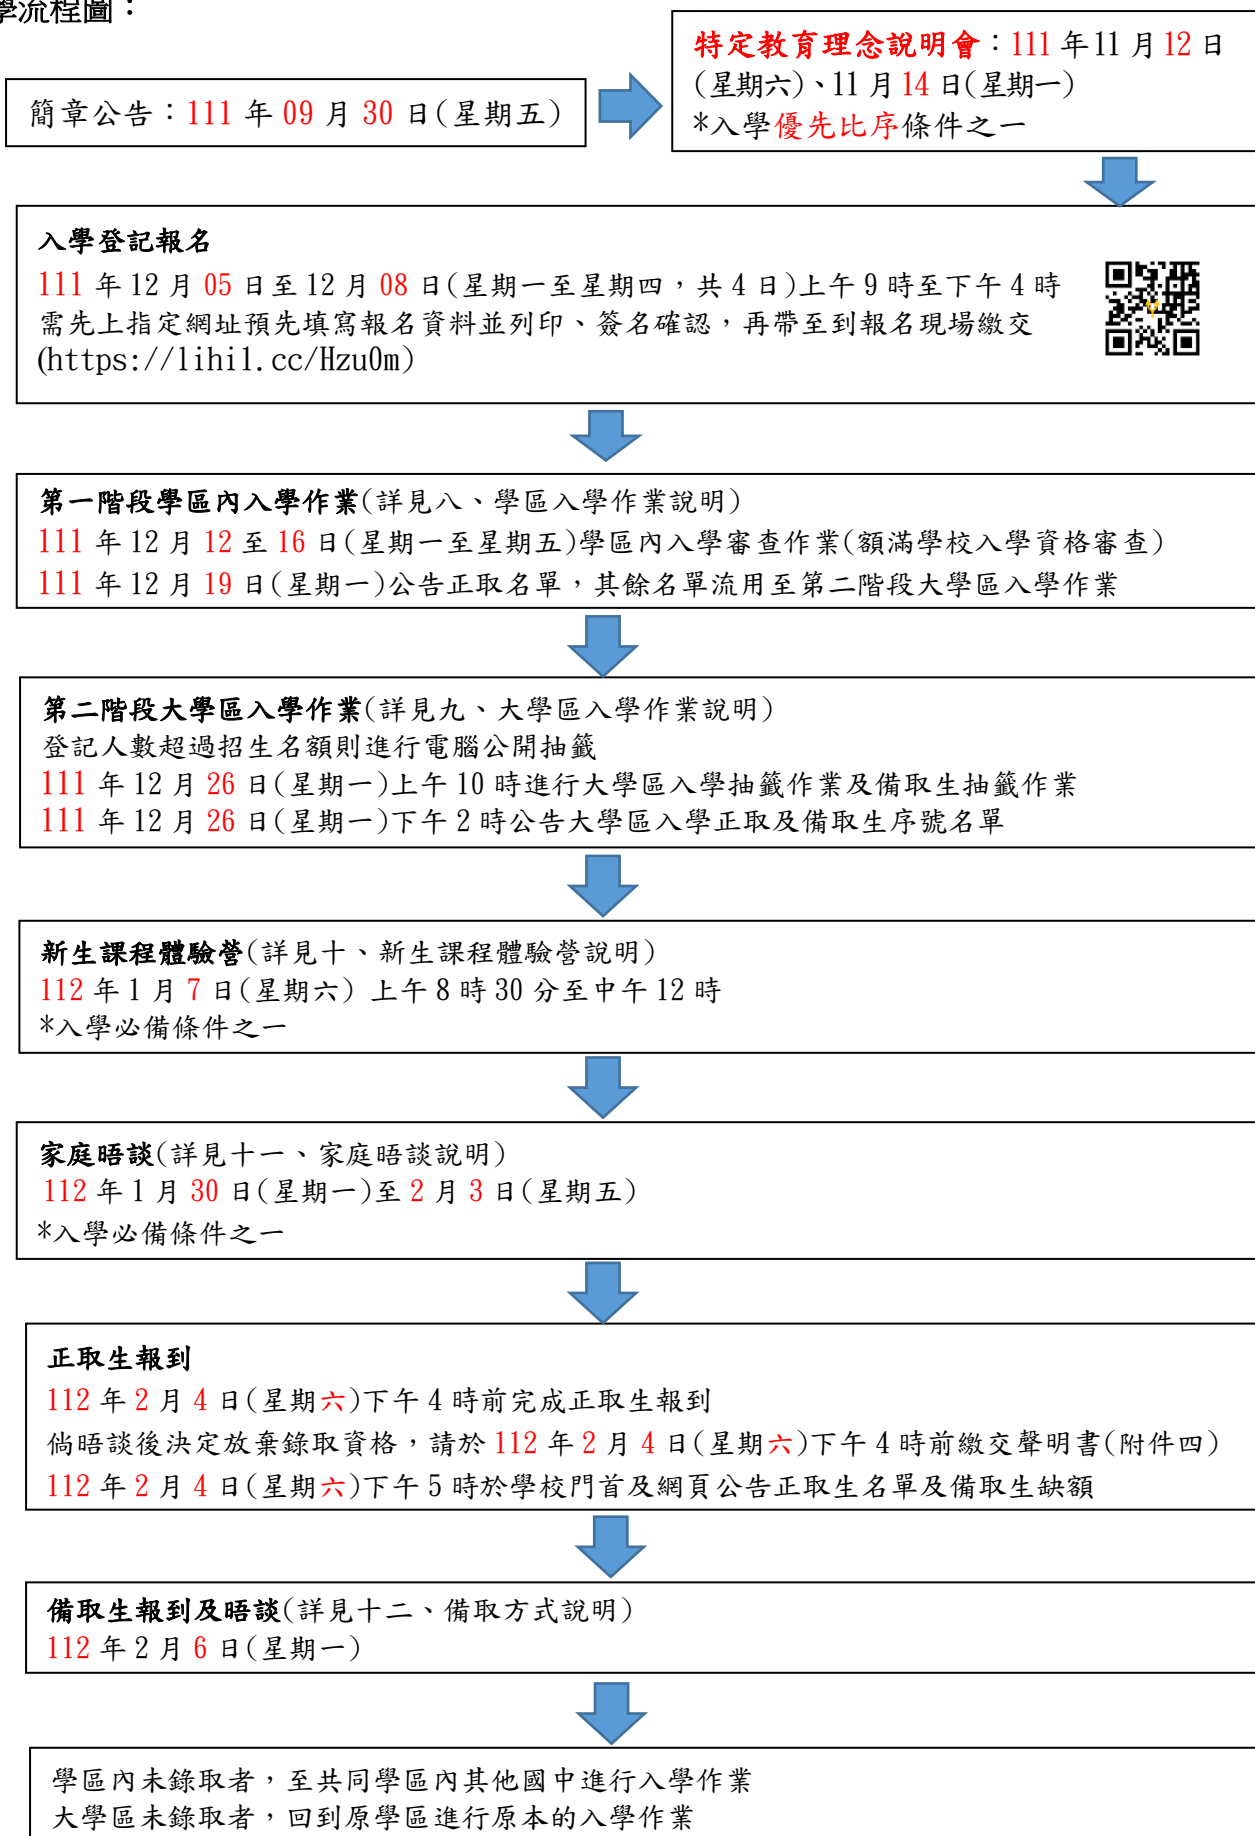 學流程圖：
簡章公告：111 年 09 月 30 日(星期五)
特定教育理念說明會：111 年 11 月 12 日
(星期六)、11 月 14 日(星期一)
*入學優先比序條件之一
入學登記報名
111 年 12 月 05 日至 12 月 08 日(星期一至星期四，共 4 日)上午 9 時至下午 4 時
需先上指定網址預先填寫報名資料並列印、簽名確認，再帶至到報名現場繳交
(https://lihi1.cc/Hzu0m)
第一階段學區內入學作業(詳見八、學區入學作業說明)
111 年 12 月 12 至 16 日(星期一至星期五)學區內入學審查作業(額滿學校入學資格審查)
111 年 12 月 19 日(星期一)公告正取名單，其餘名單流用至第二階段大學區入學作業
第二階段大學區入學作業(詳見九、大學區入學作業說明)
登記人數超過招生名額則進行電腦公開抽籤
111 年 12 月 26 日(星期一)上午 10 時進行大學區入學抽籤作業及備取生抽籤作業
111 年 12 月 26 日(星期一)下午 2 時公告大學區入學正取及備取生序號名單
新生課程體驗營(詳見十、新生課程體驗營說明)
112 年 1 月 7 日(星期六) 上午 8 時 30 分至中午 12 時
*入學必備條件之一
家庭晤談(詳見十一、家庭晤談說明)
112 年 1 月 30 日(星期一)至 2 月 3 日(星期五)
*入學必備條件之一
正取生報到
112 年 2 月 4 日(星期六)下午 4 時前完成正取生報到
倘晤談後決定放棄錄取資格，請於 112 年 2 月 4 日(星期六)下午 4 時前繳交聲明書(附件四)
112 年 2 月 4 日(星期六)下午 5 時於學校門首及網頁公告正取生名單及備取生缺額
備取生報到及晤談(詳見十二、備取方式說明)
112 年 2 月 6 日(星期一)
學區內未錄取者，至共同學區內其他國中進行入學作業
大學區未錄取者，回到原學區進行原本的入學作業